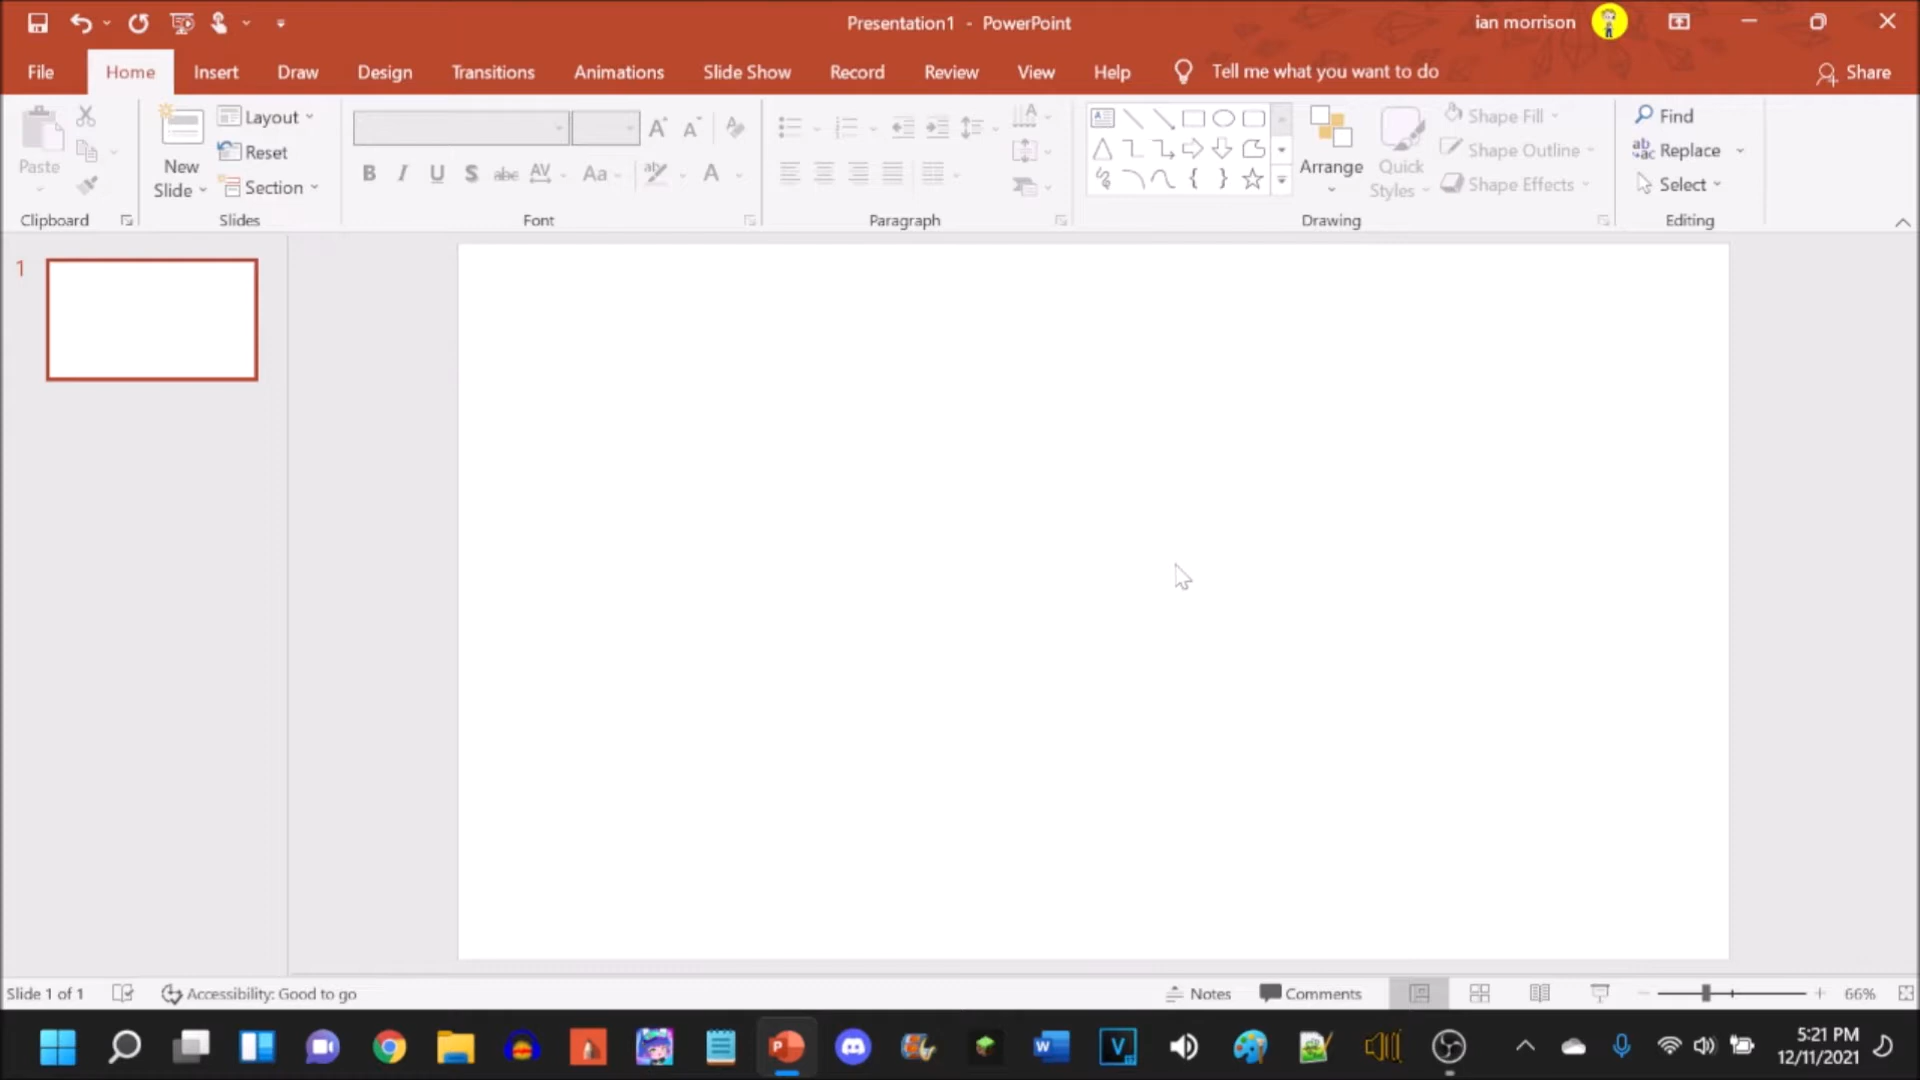 Presentation1 - PowerPoint
ian morrison
File Home Insert Draw Design Transitions Animations Slide Show Record Review View Help Tell me what you want to do Share
Paste
Clipboard
New Slide
Layout
Reset
Section
Slides
B I U S abc AV Aa A
Font
Paragraph
Arrange
Quick Styles
Drawing
Shape Fill
Shape Outline
Shape Effects
Find
Replace
Select
Editing
1
Slide 1 of 1 Accessibility: Good to go Notes Comments 66%
5:21 PM
12/11/2021